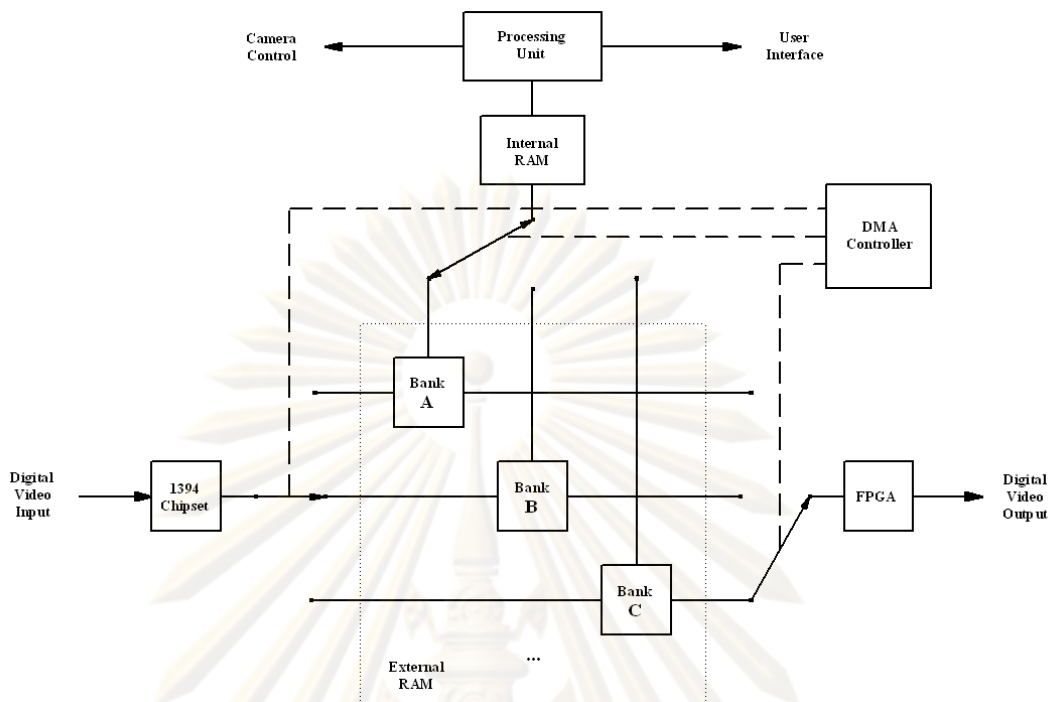 Camera
Control
Processing
Unit
User
Interface
Internal
RAM
DMA
Controller
Bank
A
Digital
Video
Input
1394
Chipset
Bank
B
FPGA
Digital
Video
Output
Bank
C
...
External
RAM